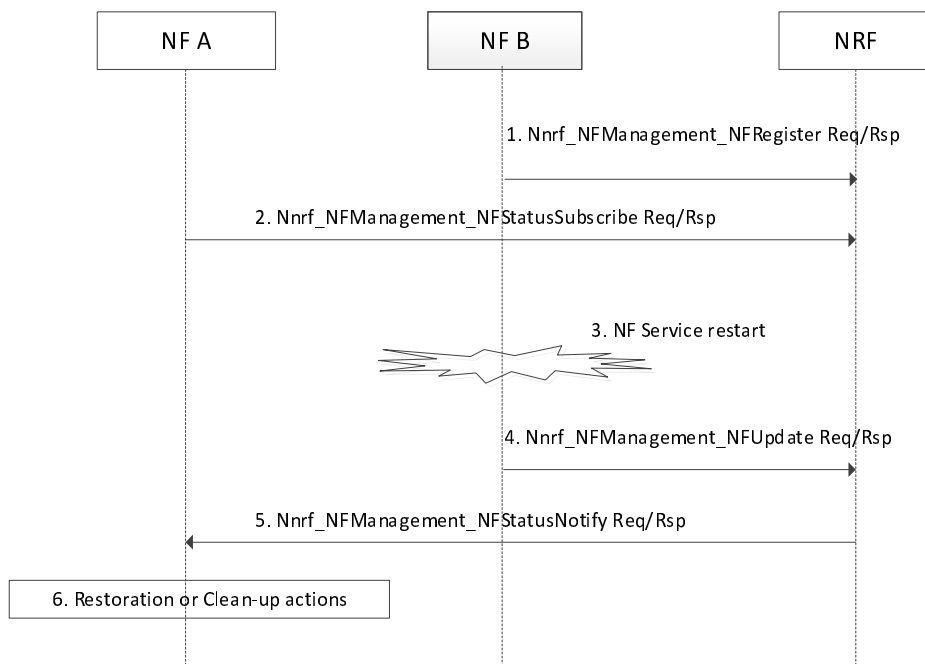 NF A
NF B
NRF
1. Nnrf_NFManagement_NFRegister Req/Rsp
2. Nnrf_NFManagement_NFStatusSubscribe Req/Rsp
3. NF Service restart
4. Nnrf_NFManagement_NFUpdate Req/Rsp
5. Nnrf_NFManagement_NFStatusNotify Req/Rsp
6. Restoration or Clean-up actions